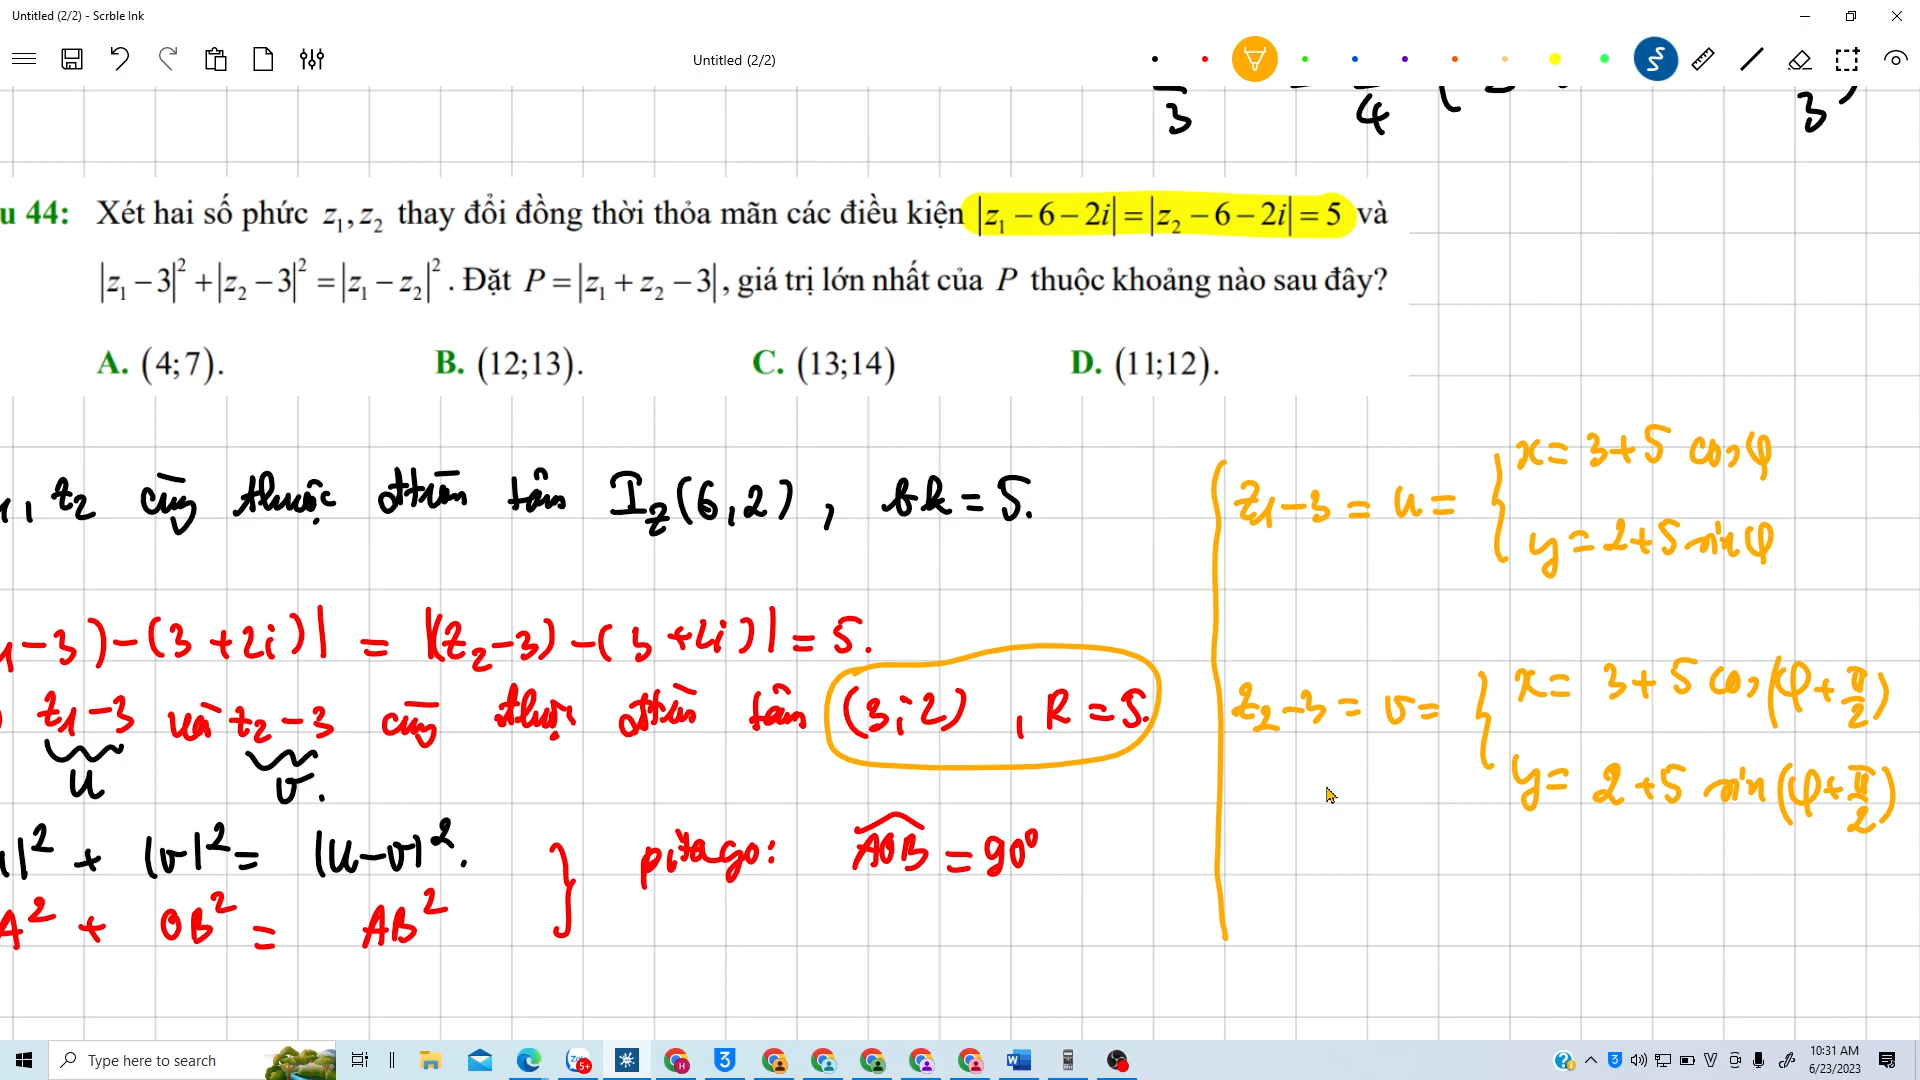 Untitled (2/2) - Scrble Ink
Untitled (2/2)
3 4 3
u 44: Xét hai số phức z₁, z₂ thay đổi đồng thời thỏa mãn các điều kiện |z₁ − 6 − 2i| = |z₂ − 6 − 2i| = 5 và
|z₁ − 3|² + |z₂ − 3|² = |z₁ − z₂|². Đặt P = |z₁ + z₂ − 3|, giá trị lớn nhất của P thuộc khoảng nào sau đây?
A. (4;7). B. (12;13). C. (13;14) D. (11;12).
, z₂ cùng thuộc đtròn tâm I_z(6,2), bk = 5.
−3) − (3 + 2i)| = |(z₂−3) − (3 + 2i)| = 5.
z₁−3 và z₂−3 cùng thuộc đtròn tâm (3;2), R = 5.
u v.
|² + |v|² = |u−v|².
A² + OB² = AB²
} pitago: AOB = 90°
z₁−3 = u = { x = 3+5 cosφ
y = 2+5 sinφ
z₂−3 = v = { x = 3+5 cos(φ+π/2)
y = 2+5 sin(φ+π/2)
Type here to search
5+
10:31 AM
6/23/2023